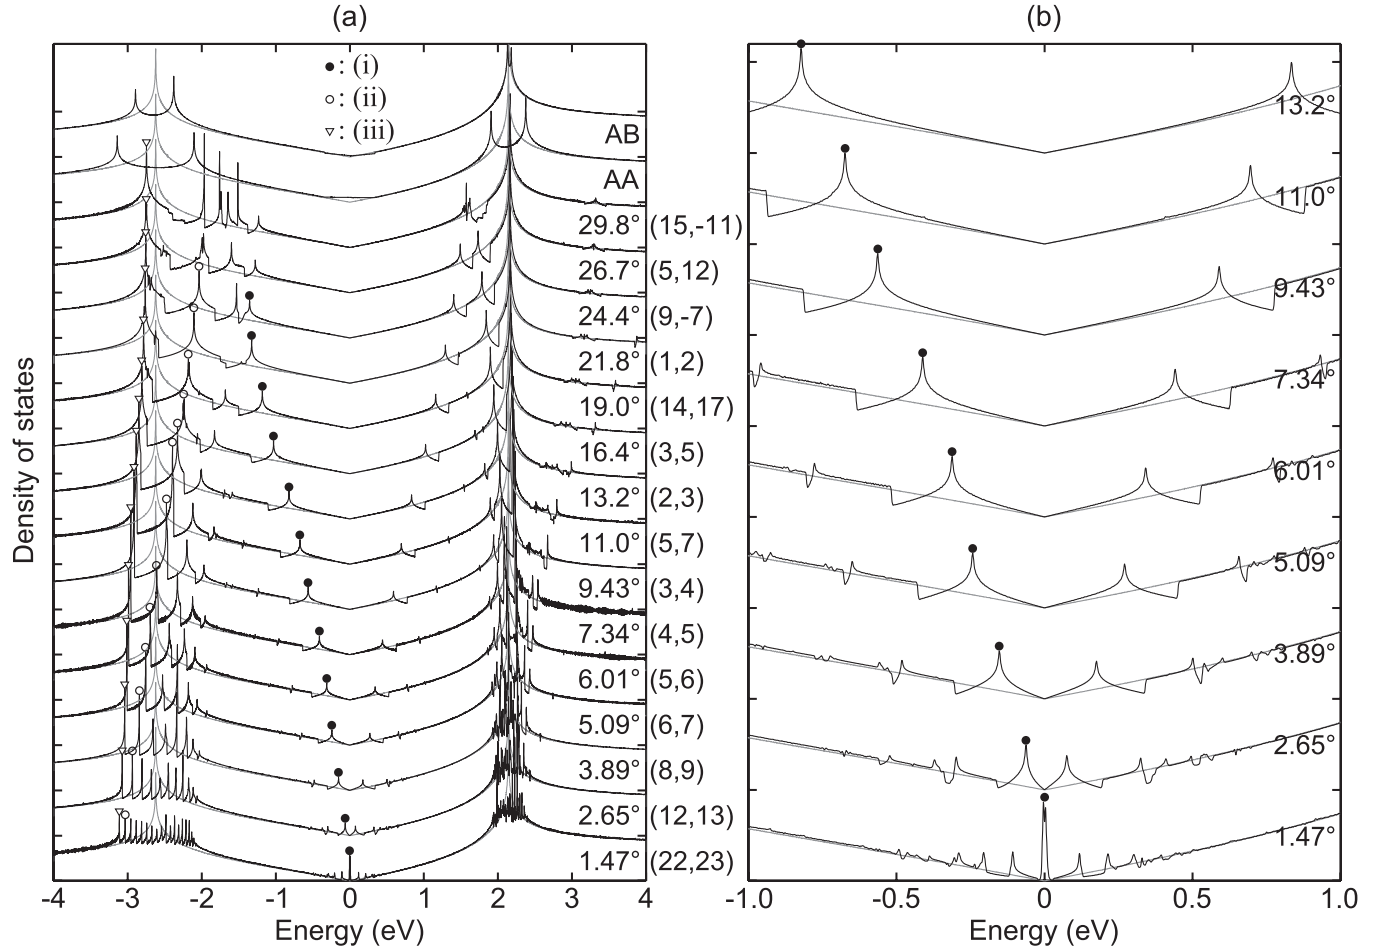 (a)
(b)
●: (i)
○: (ii)
▽: (iii)
AB
AA
29.8° (15,-11)
26.7° (5,12)
24.4° (9,-7)
21.8° (1,2)
19.0° (14,17)
16.4° (3,5)
13.2° (2,3)
11.0° (5,7)
9.43° (3,4)
7.34° (4,5)
6.01° (5,6)
5.09° (6,7)
3.89° (8,9)
2.65° (12,13)
1.47° (22,23)
Density of states
-4 -3 -2 -1 0 1 2 3 4
Energy (eV)
13.2°
11.0°
9.43°
7.34°
6.01°
5.09°
3.89°
2.65°
1.47°
-1.0 -0.5 0 0.5 1.0
Energy (eV)